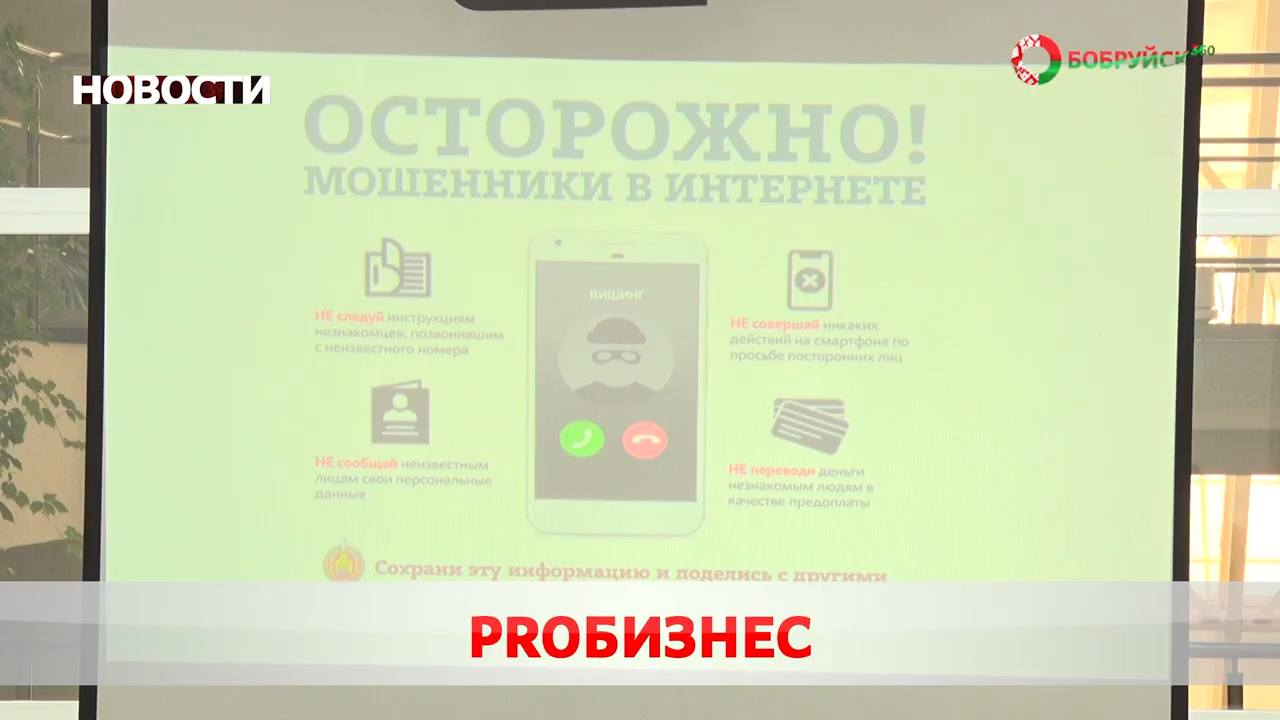 НОВОСТИ
БОБРУЙСК 360
ОСТОРОЖНО!
МОШЕННИКИ В ИНТЕРНЕТЕ
НЕ следуй инструкциям
незнакомцев, позвонившим
с неизвестного номера
ВИШИНГ
НЕ совершай никаких
действий на смартфоне по
просьбе посторонних лиц
НЕ сообщай неизвестным
лицам свои персональные
данные
НЕ переводи деньги
незнакомым людям в
качестве предоплаты
Сохрани эту информацию и поделись с другими
PROБИЗНЕС